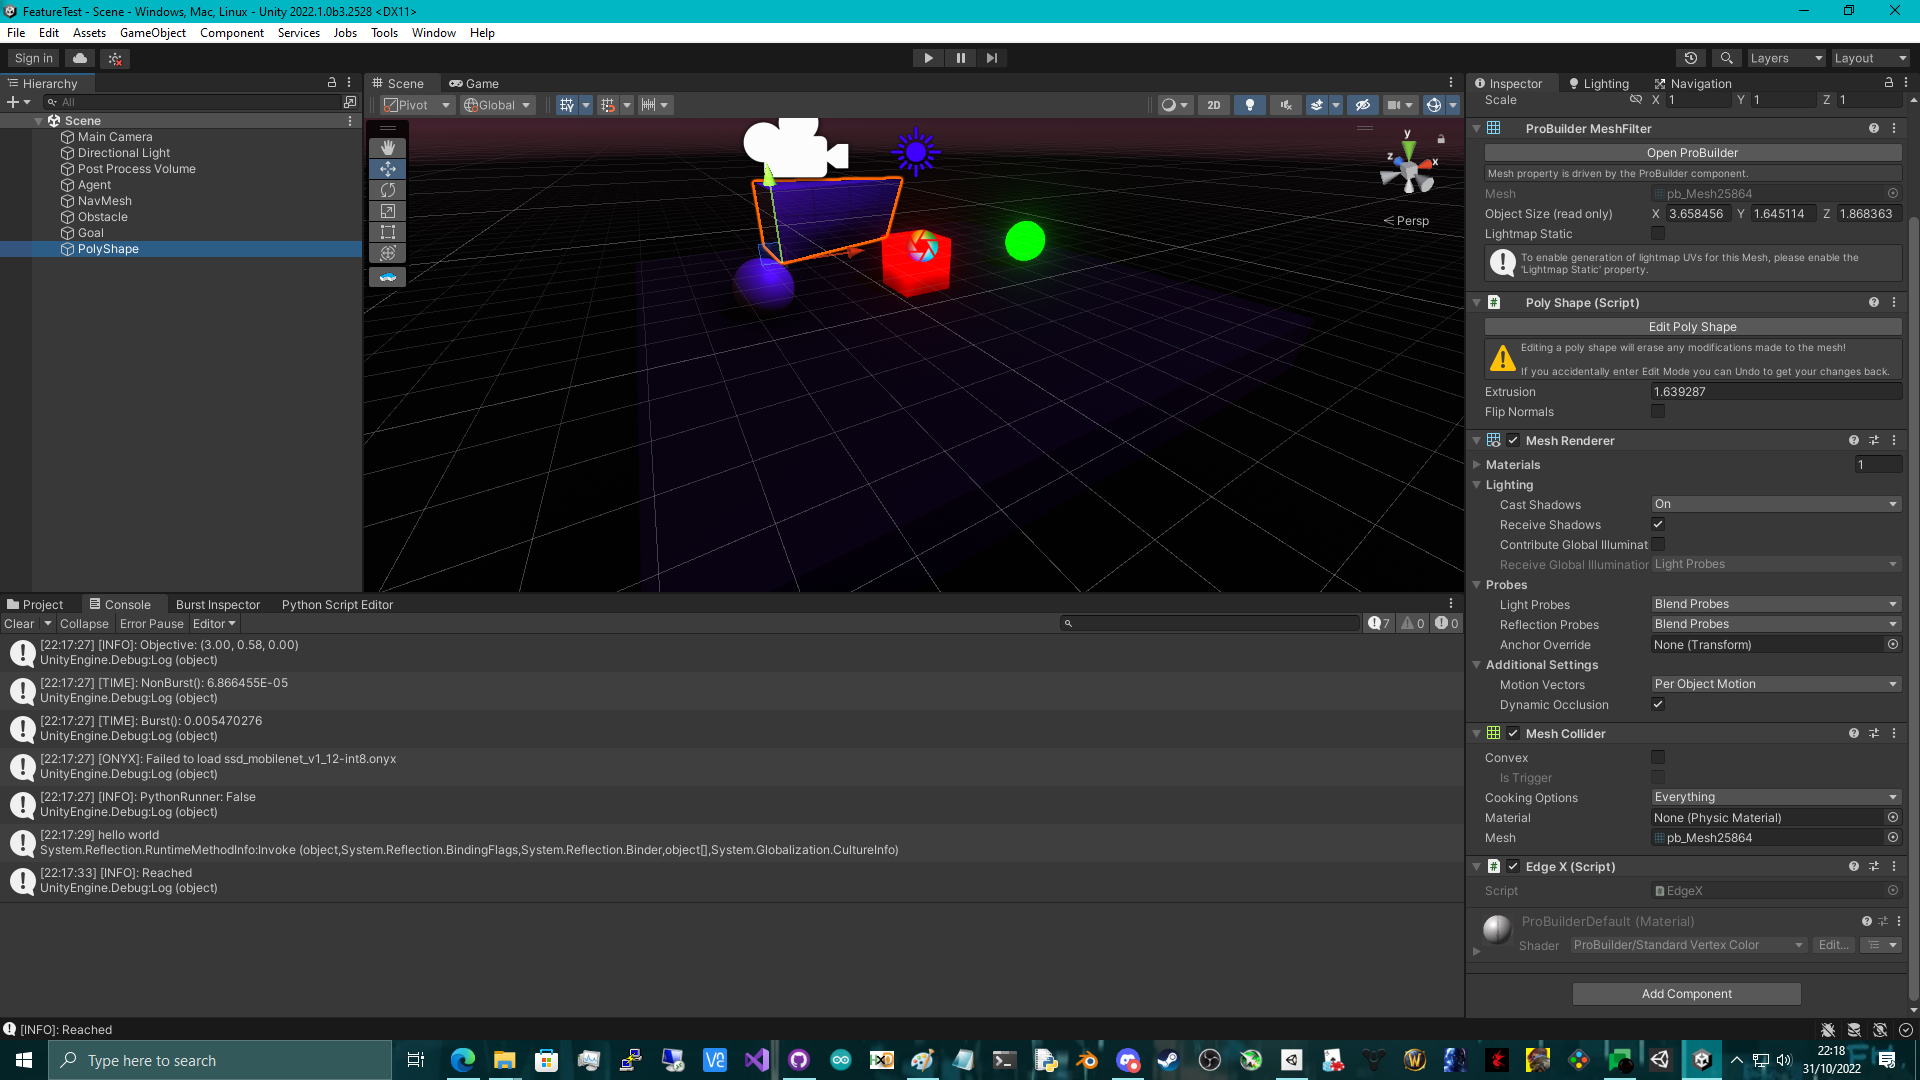 FeatureTest - Scene - Windows, Mac, Linux - Unity 2022.1.0b3.2528 <DX11>
File Edit Assets GameObject Component Services Jobs Tools Window Help
Sign in
Layers
Layout
Hierarchy
All
Scene
Main Camera
Directional Light
Post Process Volume
Agent
NavMesh
Obstacle
Goal
PolyShape
Scene Game
Pivot Global 2D
y
z
x
Persp
Inspector Lighting Navigation
Scale X 1 Y 1 Z 1
ProBuilder MeshFilter
Open ProBuilder
Mesh property is driven by the ProBuilder component.
Mesh pb_Mesh25864
Object Size (read only) X 3.658456 Y 1.645114 Z 1.868363
Lightmap Static
To enable generation of lightmap UVs for this Mesh, please enable the
'Lightmap Static' property.
Poly Shape (Script)
Edit Poly Shape
Editing a poly shape will erase any modifications made to the mesh!
If you accidentally enter Edit Mode you can Undo to get your changes back.
Extrusion 1.639287
Flip Normals
Mesh Renderer
Materials 1
Lighting
Cast Shadows On
Receive Shadows
Contribute Global Illuminat
Receive Global Illumination Light Probes
Probes
Light Probes Blend Probes
Reflection Probes Blend Probes
Anchor Override None (Transform)
Additional Settings
Motion Vectors Per Object Motion
Dynamic Occlusion
Mesh Collider
Convex
Is Trigger
Cooking Options Everything
Material None (Physic Material)
Mesh pb_Mesh25864
Edge X (Script)
Script EdgeX
ProBuilderDefault (Material)
Shader ProBuilder/Standard Vertex Color Edit...
Add Component
Project Console Burst Inspector Python Script Editor
Clear Collapse Error Pause Editor 7 0 0
[22:17:27] [INFO]: Objective: (3.00, 0.58, 0.00)
UnityEngine.Debug:Log (object)
[22:17:27] [TIME]: NonBurst(): 6.866455E-05
UnityEngine.Debug:Log (object)
[22:17:27] [TIME]: Burst(): 0.005470276
UnityEngine.Debug:Log (object)
[22:17:27] [ONYX]: Failed to load ssd_mobilenet_v1_12-int8.onyx
UnityEngine.Debug:Log (object)
[22:17:27] [INFO]: PythonRunner: False
UnityEngine.Debug:Log (object)
[22:17:29] hello world
System.Reflection.RuntimeMethodInfo:Invoke (object,System.Reflection.BindingFlags,System.Reflection.Binder,object[],System.Globalization.CultureInfo)
[22:17:33] [INFO]: Reached
UnityEngine.Debug:Log (object)
[INFO]: Reached
Type here to search
22:18
31/10/2022